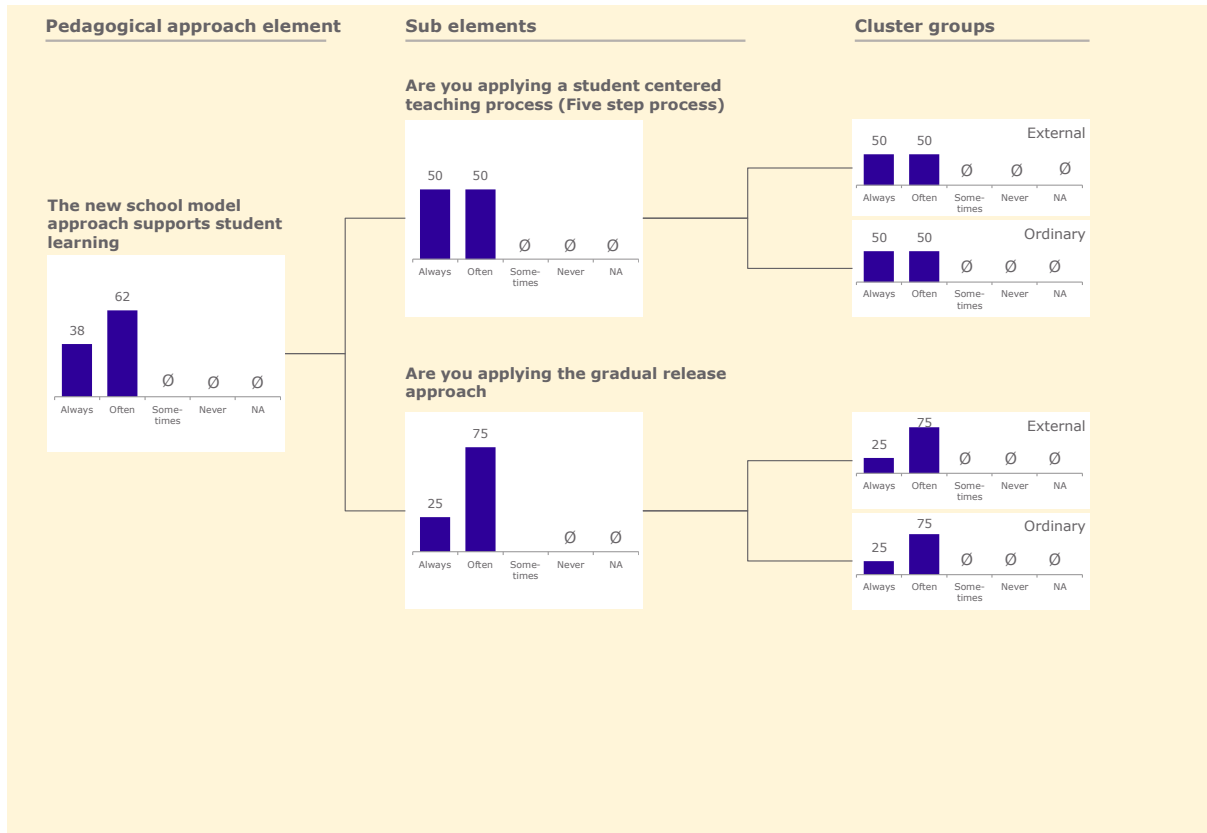 Pedagogical approach element
Sub elements
Cluster groups
Are you applying a student centered
teaching process (Five step process)
50 50 Ø Ø Ø
Always Often Some-
times Never NA
External
50 50 Ø Ø Ø
Always Often Some-
times Never NA
Ordinary
50 50 Ø Ø Ø
Always Often Some-
times Never NA
The new school model
approach supports student
learning
38 62 Ø Ø Ø
Always Often Some-
times Never NA
Are you applying the gradual release
approach
25 75 Ø Ø
Always Often Some-
times Never NA
External
25 75 Ø Ø Ø
Always Often Some-
times Never NA
Ordinary
25 75 Ø Ø Ø
Always Often Some-
times Never NA